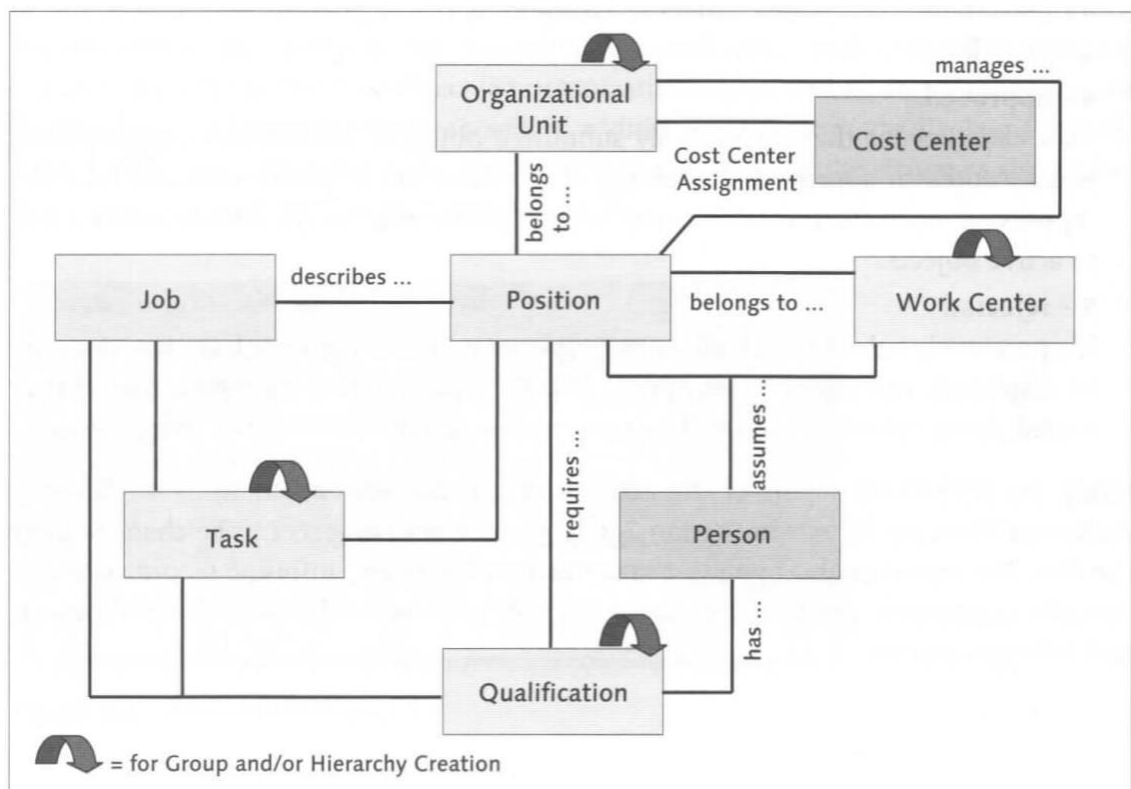 manages ...
Organizational
Unit
Cost Center
Cost Center
Assignment
belongs
to ...
Job
describes ...
Position
belongs to ...
Work Center
Task
requires ...
assumes ...
Person
has ...
Qualification
= for Group and/or Hierarchy Creation